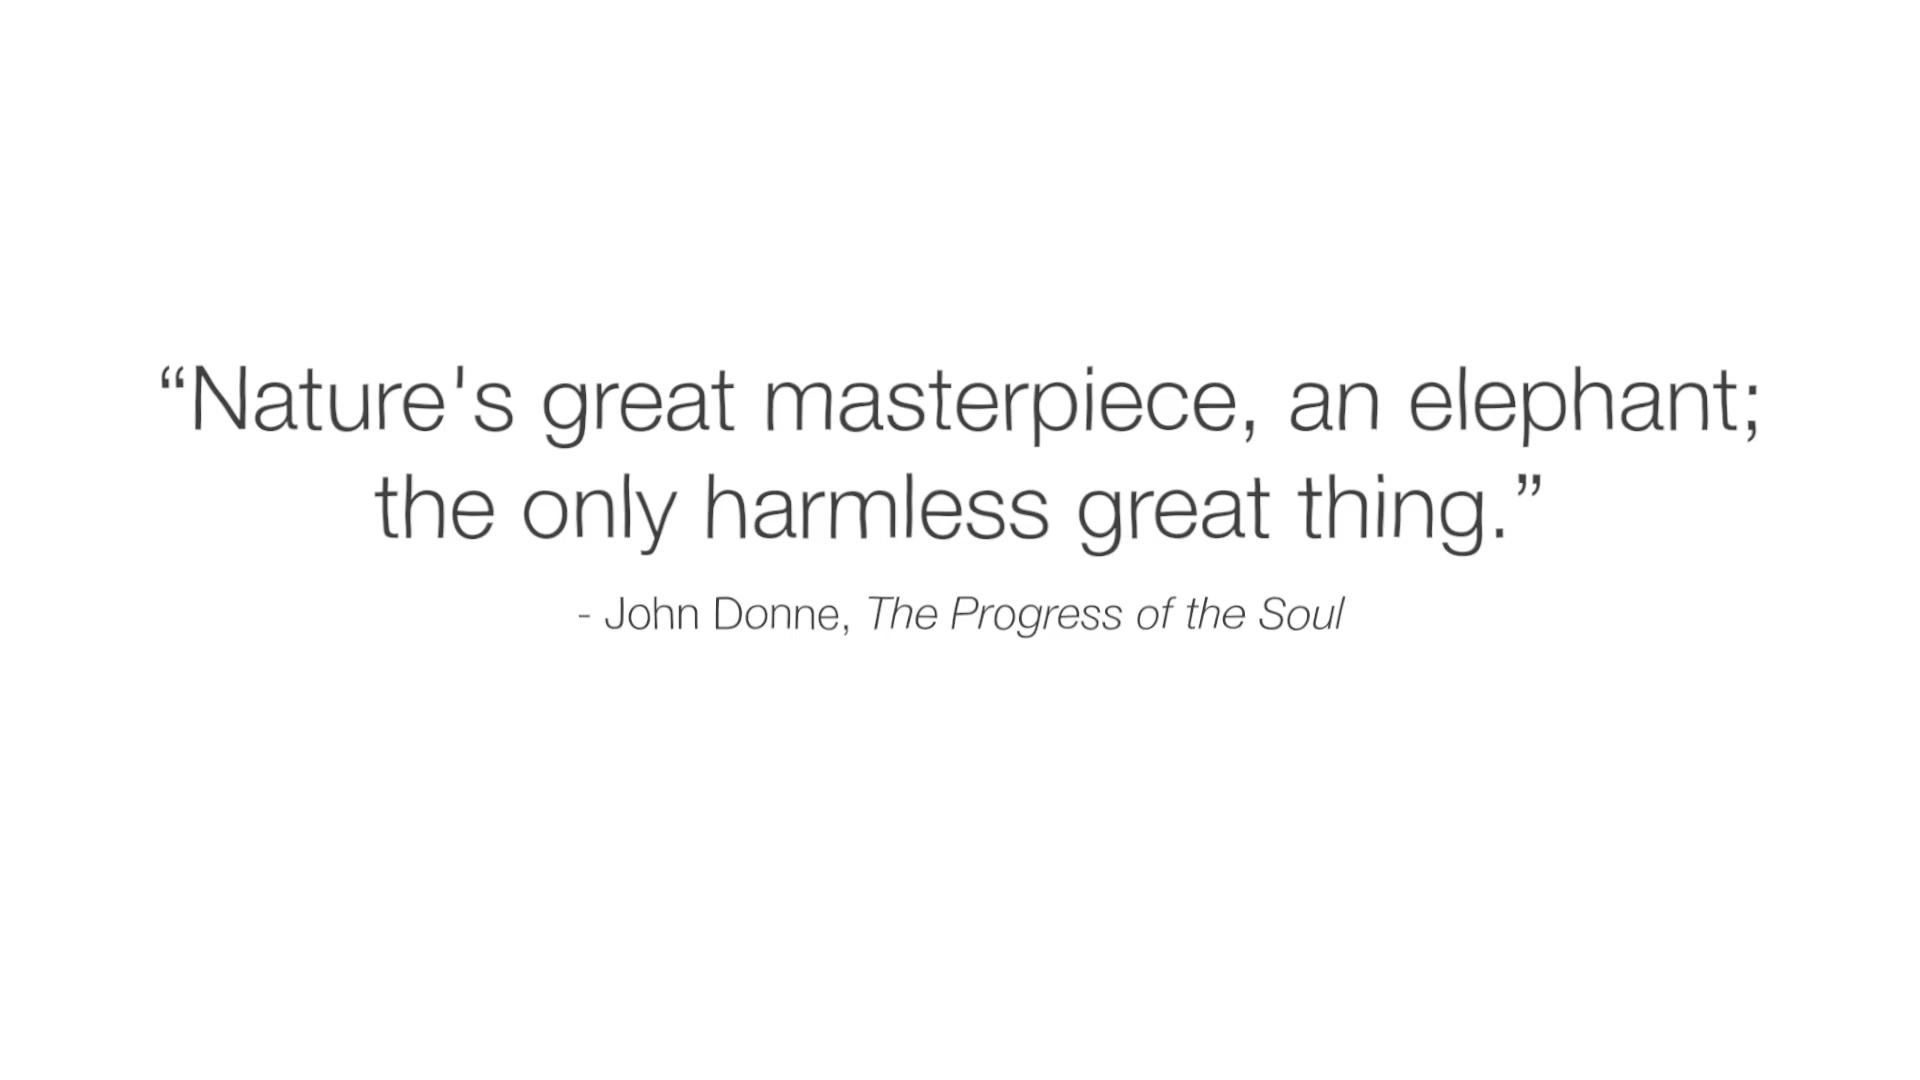 “Nature's great masterpiece, an elephant;
the only harmless great thing.”
- John Donne, The Progress of the Soul